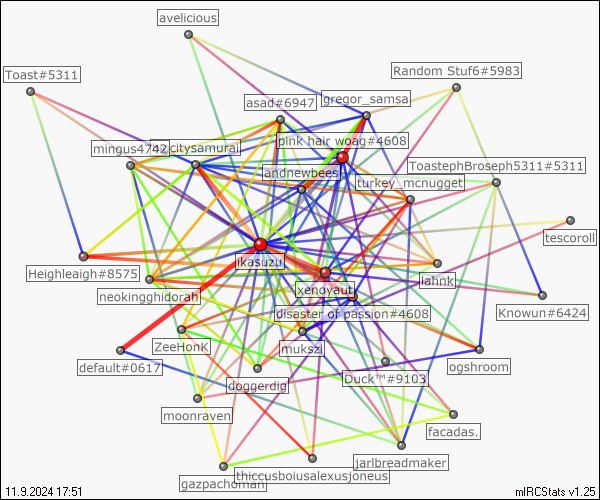 avelicious
Toast#5311
Random Stuf6#5983
asad#6947
gregor_samsa
mingus4742
citysamurai
pink hair woag#4608
ToastephBroseph5311#5311
andnewbees
turkey_mcnugget
tescoroll
ikasuzu
Heighleaigh#8575
xenoyaut
lahnk
neokingghidorah
disaster of passion#4608
Knowun#6424
ZeeHonK
mukszi
default#0617
ogshroom
doggerdig
Duck™#9103
moonraven
facadas.
jarlbreadmaker
thiccusboiusalexusjoneus
gazpachoman
11.9.2024 17:51
mIRCStats v1.25